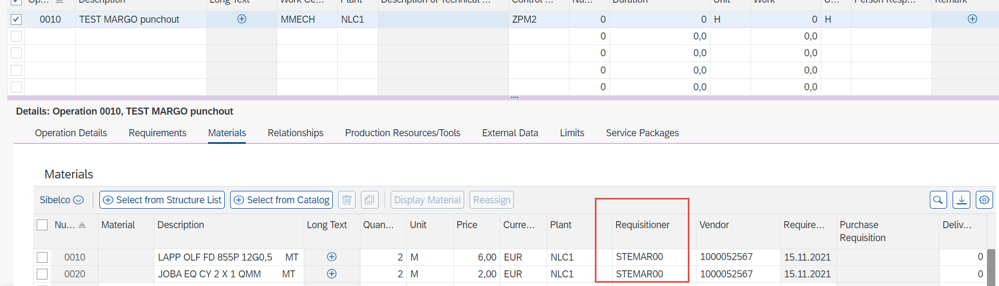 Op... Description Long Text Work Ce... Plant Description of Technical ... Control ... Nu... Duration Unit Work U... Person Resp... Remark
0010 TEST MARGO punchout MMECH NLC1 ZPM2 0 0 H 0 H
0 0,0 0,0
0 0,0 0,0
0 0,0 0,0
0 0,0 0,0
Details: Operation 0010, TEST MARGO punchout
Operation Details Requirements Materials Relationships Production Resources/Tools External Data Limits Service Packages
Materials
Sibelco Select from Structure List Select from Catalog Display Material Reassign
Nu... Material Description Long Text Quan... Unit Price Curre... Plant Requisitioner Vendor Require... Purchase Requisition Deliv...
0010 LAPP OLF FD 855P 12G0,5 MT 2 M 6,00 EUR NLC1 STEMAR00 1000052567 15.11.2021 0
0020 JOBA EQ CY 2 X 1 QMM MT 2 M 2,00 EUR NLC1 STEMAR00 1000052567 15.11.2021 0